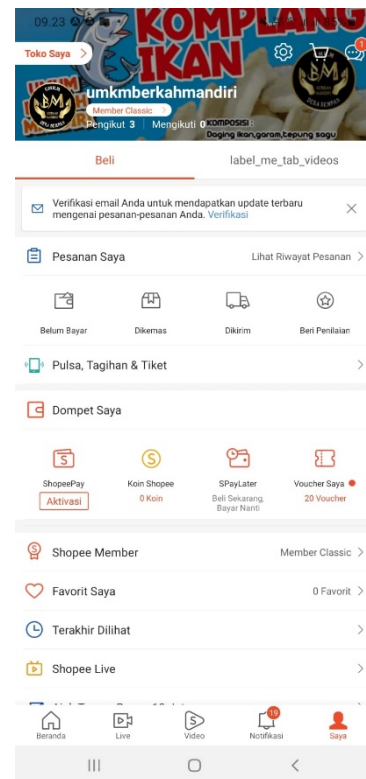 09.23
85%
KOMPLANG
IKAN
Toko Saya >
umkmberkahmandiri
Member Classic >
Pengikut 3 | Mengikuti 0
KOMPOSISI:
Daging ikan,garam,tepung sagu
BM
BM
Beli
label_me_tab_videos
Verifikasi email Anda untuk mendapatkan update terbaru
mengenai pesanan-pesanan Anda. Verifikasi
Pesanan Saya
Lihat Riwayat Pesanan >
Belum Bayar
Dikemas
Dikirim
Beri Penilaian
Pulsa, Tagihan & Tiket
Dompet Saya
ShopeePay
Aktivasi
Koin Shopee
0 Koin
SPayLater
Beli Sekarang,
Bayar Nanti
Voucher Saya
20 Voucher
Shopee Member
Member Classic >
Favorit Saya
0 Favorit >
Terakhir Dilihat
Shopee Live
Beranda
Live
Video
19
Notifikasi
Saya